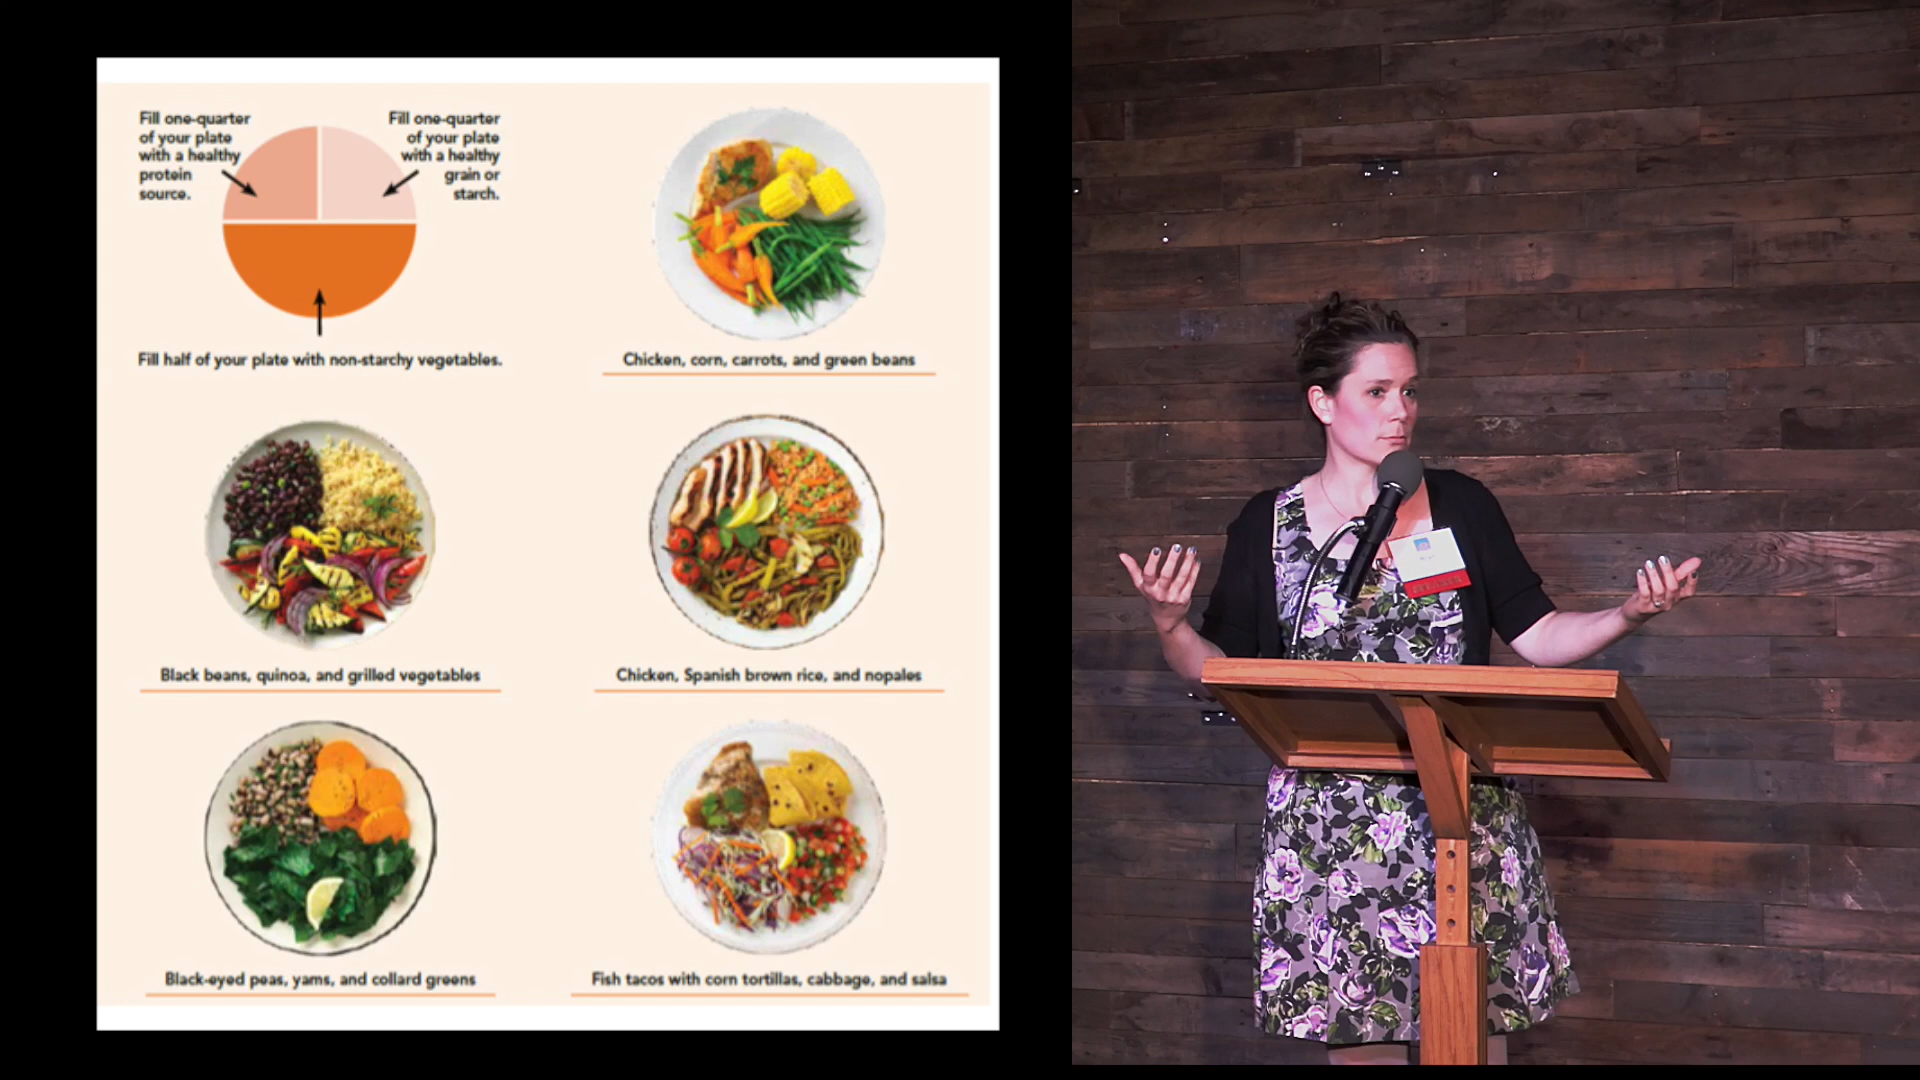 Fill one-quarter
of your plate
with a healthy
protein
source.
Fill one-quarter
of your plate
with a healthy
grain or
starch.
Fill half of your plate with non-starchy vegetables.
Chicken, corn, carrots, and green beans
Black beans, quinoa, and grilled vegetables
Chicken, Spanish brown rice, and nopales
Black-eyed peas, yams, and collard greens
Fish tacos with corn tortillas, cabbage, and salsa